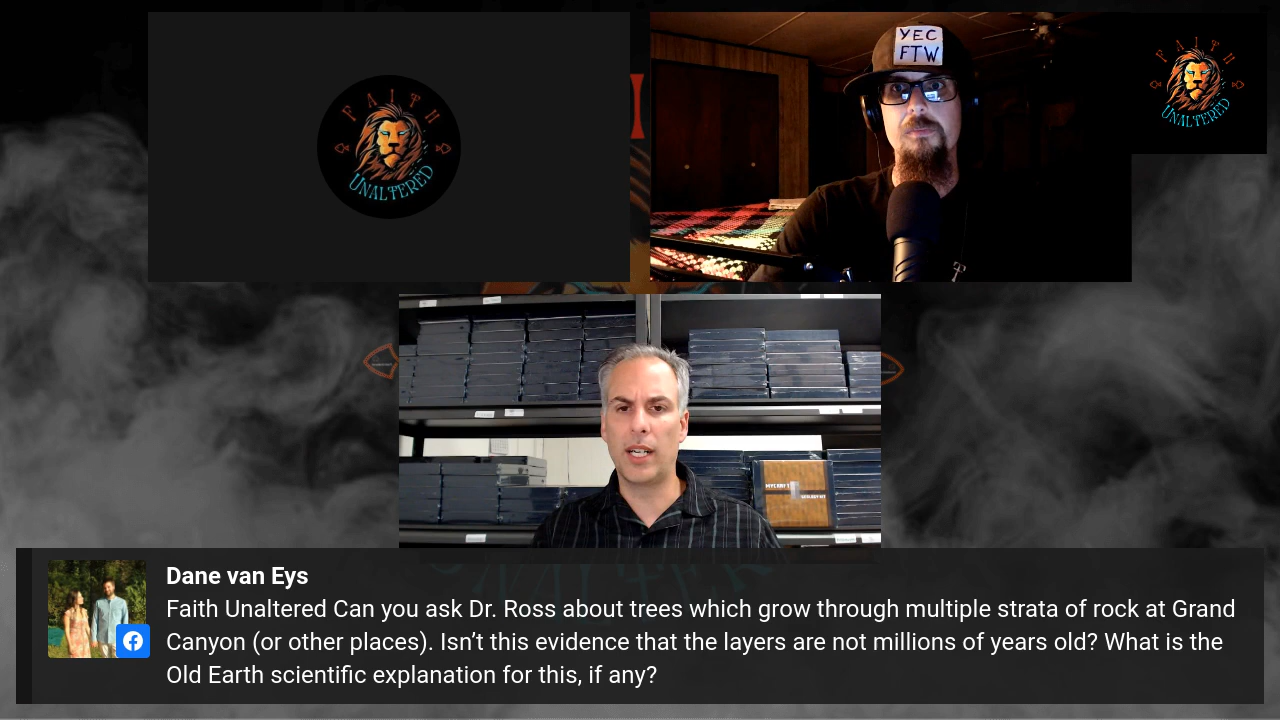 FAITH
UNALTERED
YEC
FTW
FAITH
UNALTERED
Dane van Eys
Faith Unaltered Can you ask Dr. Ross about trees which grow through multiple strata of rock at Grand
Canyon (or other places). Isn’t this evidence that the layers are not millions of years old? What is the
Old Earth scientific explanation for this, if any?